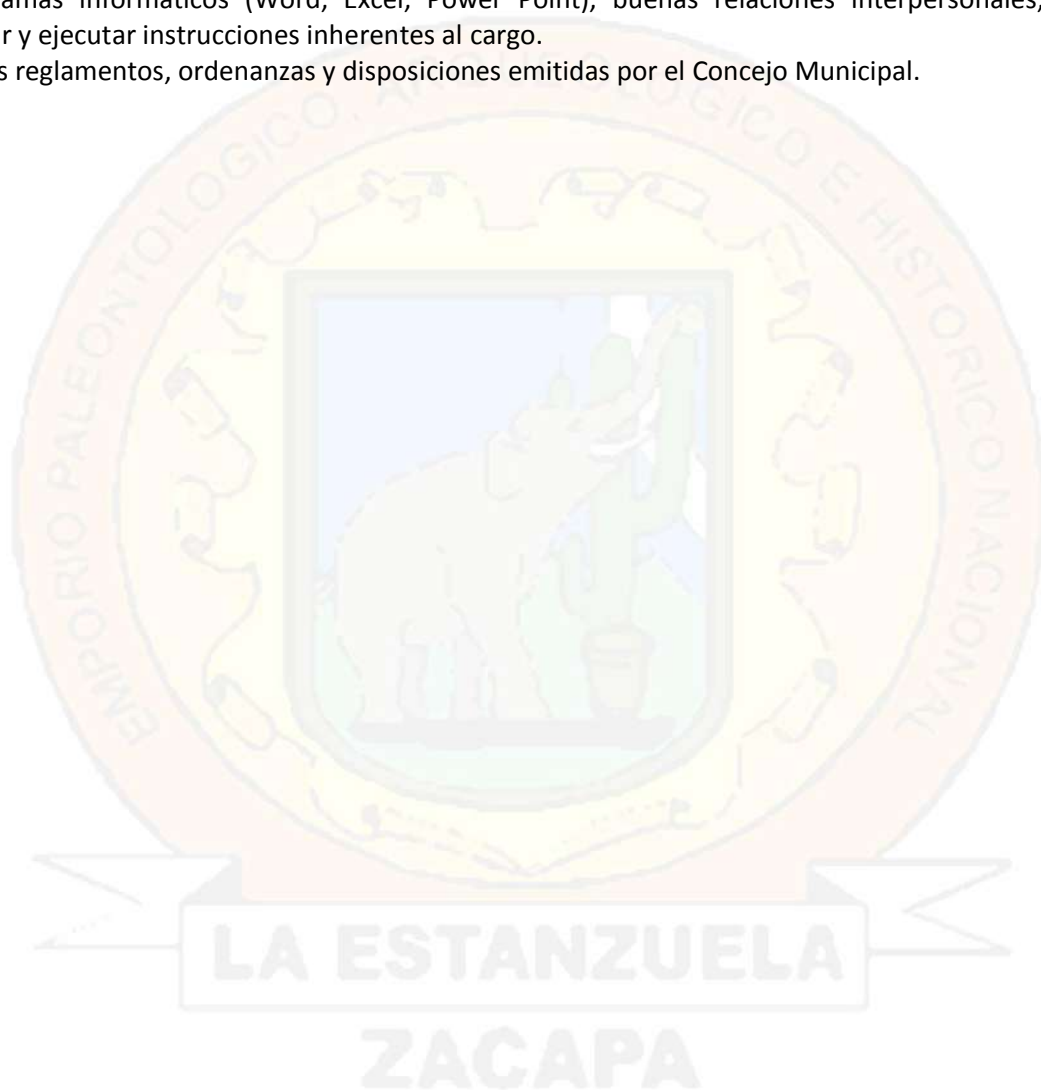 Informáticos (Word, Excel, Power Point), buenas relaciones interpersonales,
r y ejecutar instrucciones inherentes al cargo.
s reglamentos, ordenanzas y disposiciones emitidas por el Concejo Municipal.
EMPORIO PALEONTOLOGICO ARQUEOLOGICO E HISTORICO NACIONAL
LA ESTANZUELA
ZACAPA